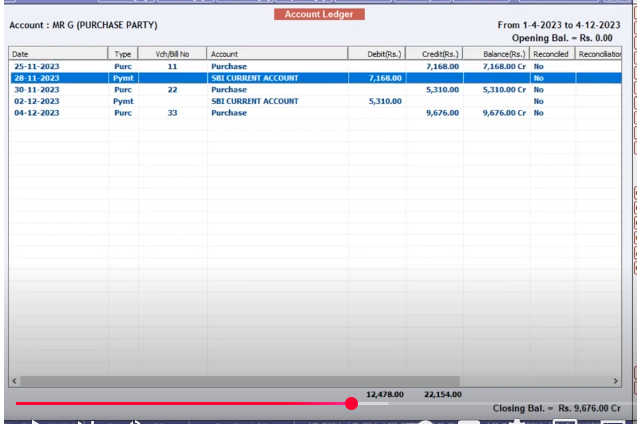 Account Ledger
Account : MR G (PURCHASE PARTY) From 1-4-2023 to 4-12-2023
Opening Bal. = Rs. 0.00
Date Type Vch/Bill No Account Debit(Rs.) Credit(Rs.) Balance(Rs.) Reconciled Reconciliation
25-11-2023 Purc 11 Purchase 7,168.00 7,168.00 Cr No
28-11-2023 Pymt SBI CURRENT ACCOUNT 7,168.00 No
30-11-2023 Purc 22 Purchase 5,310.00 5,310.00 Cr No
02-12-2023 Pymt SBI CURRENT ACCOUNT 5,310.00 No
04-12-2023 Purc 33 Purchase 9,676.00 9,676.00 Cr No
12,478.00 22,154.00
Closing Bal. = Rs. 9,676.00 Cr